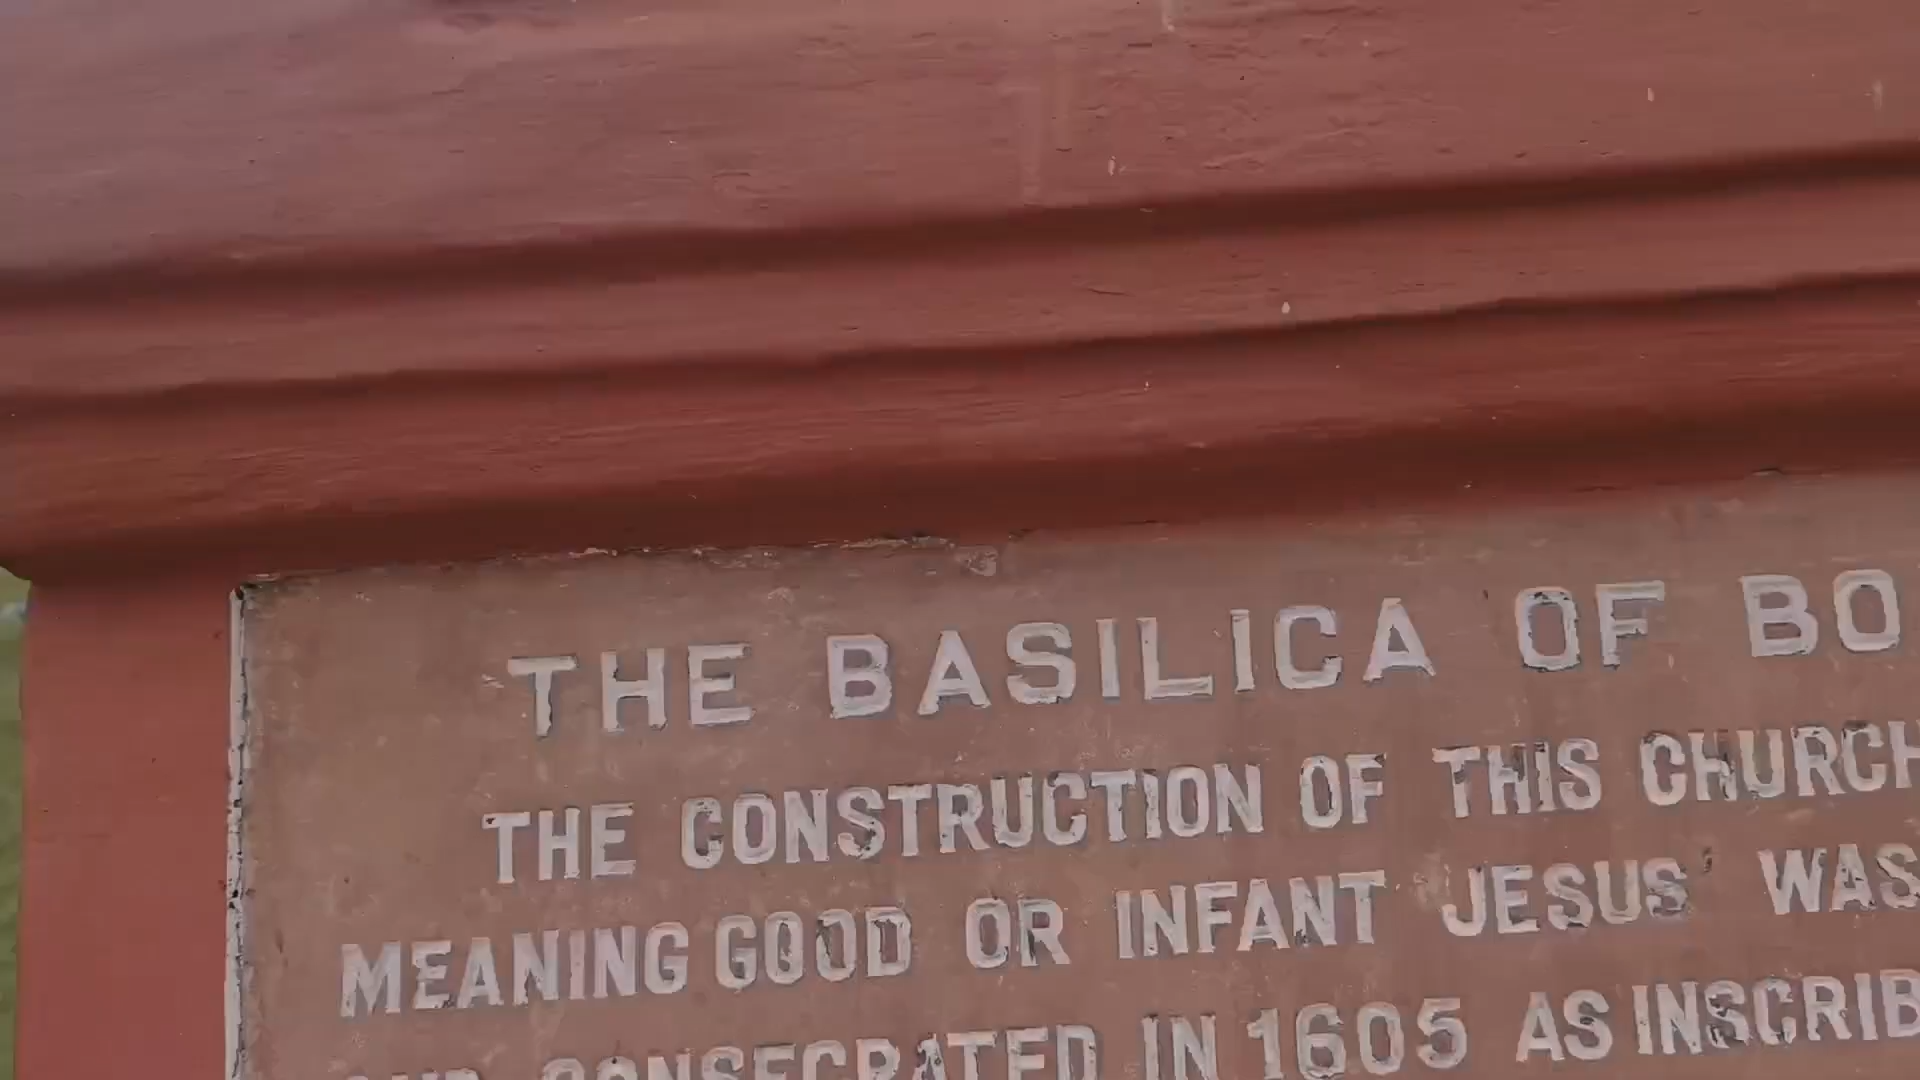 THE BASILICA OF BO
THE CONSTRUCTION OF THIS CHURCH
MEANING GOOD OR INFANT JESUS' WAS
AND CONSECRATED IN 1605 AS INSCRIB